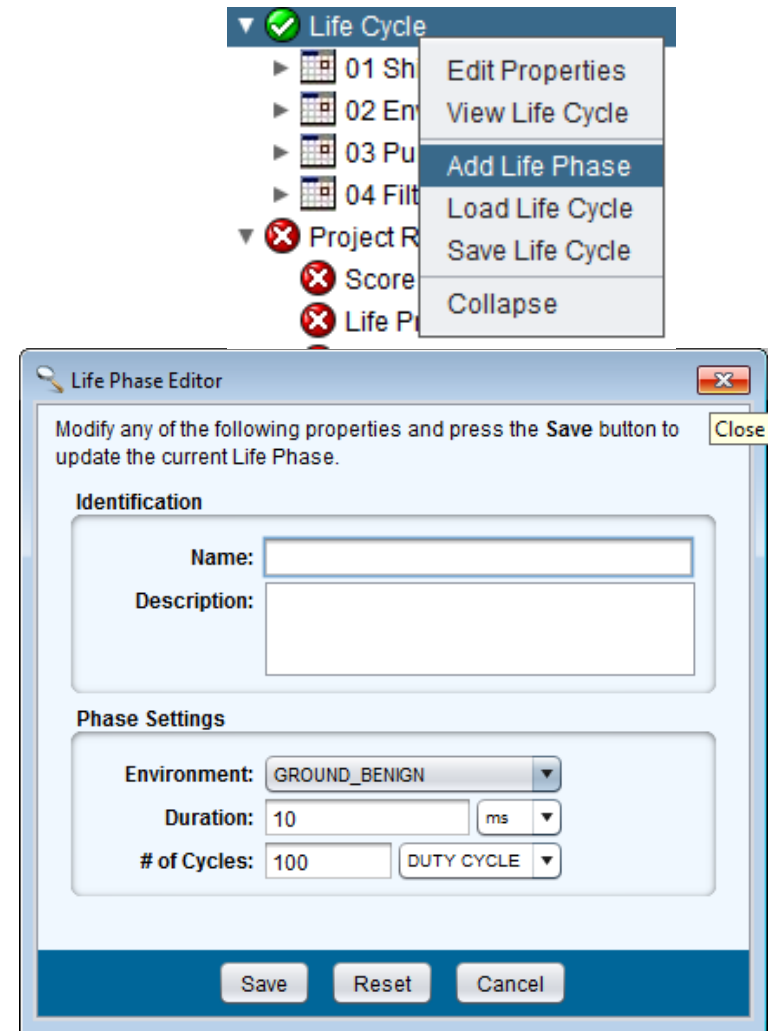 Life Cycle
01 Shi
Edit Properties
02 Env
View Life Cycle
03 Pu
Add Life Phase
04 Filt
Load Life Cycle
Project R
Save Life Cycle
Score
Collapse
Life Pr
Life Phase Editor
Close
Modify any of the following properties and press the Save button to
update the current Life Phase.
Identification
Name:
Description:
Phase Settings
Environment: GROUND_BENIGN
Duration: 10 ms
# of Cycles: 100 DUTY CYCLE
Save Reset Cancel